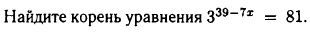 Найдите корень уравнения 3^{39−7x} = 81.